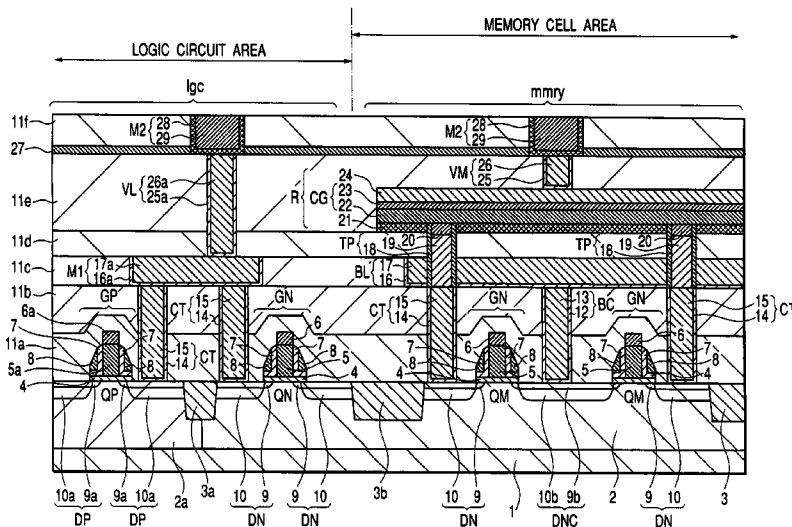 LOGIC CIRCUIT AREA MEMORY CELL AREA
lgc mmry
11f M2 { 28 29 M2 { 28 29
27
VL { 26a 25a VM { 26 25
11e R { CG { 24 23 22 21
11d TP { 20 19 18 TP { 20 19 18
11c M1 { 17a 16a BL { 17 16
11b GP CT { 15 14 GN CT { 15 14 GN 13 12 } BC GN 15 14 } CT
6a 6 6 6
7 7 7 7 7 7 7
11a 15 14 } CT
8 8 8 8 8 8 8 8
5a 5 5 5
4 4 4 4
QP QN QM QM
10a 9a 9a 10a 2a 3a 10 9 9 10 3b 10 9 1 10b 9b 2 9 10 3
DP DP DN DN DN DNC DN